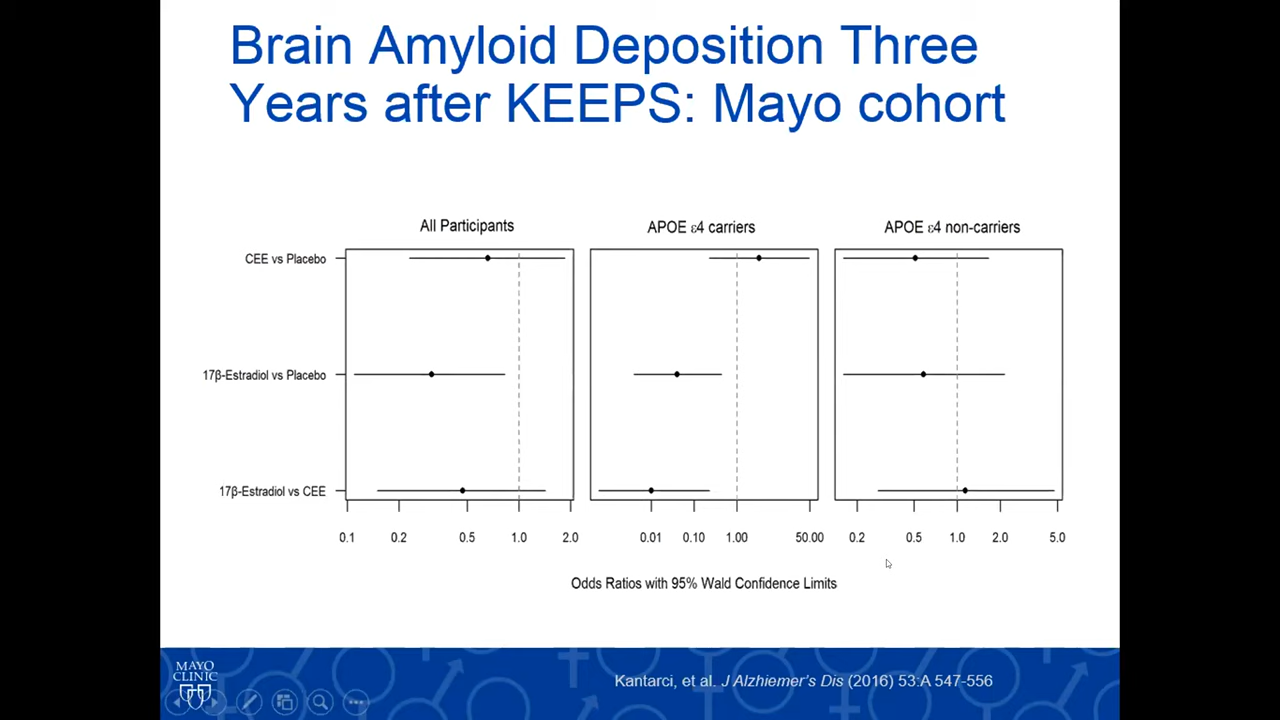 Brain Amyloid Deposition Three
Years after KEEPS: Mayo cohort
All Participants
APOE ε4 carriers
APOE ε4 non-carriers
CEE vs Placebo
17β-Estradiol vs Placebo
17β-Estradiol vs CEE
0.1 0.2 0.5 1.0 2.0
0.01 0.10 1.00 50.00
0.2 0.5 1.0 2.0 5.0
Odds Ratios with 95% Wald Confidence Limits
MAYO
CLINIC
Kantarci, et al. J Alzhiemer's Dis (2016) 53:A 547-556